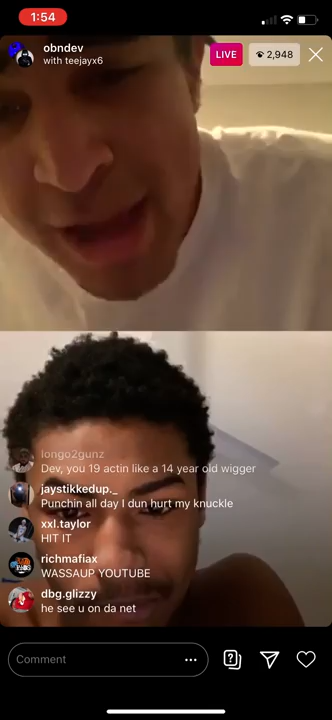 1:54
obndev
with teejayx6
LIVE
2,948
longo2gunz
Dev, you 19 actin like a 14 year old wigger
jaystikkedup._
Punchin all day I dun hurt my knuckle
xxl.taylor
HIT IT
richmafiax
WASSAUP YOUTUBE
dbg.glizzy
he see u on da net
Comment